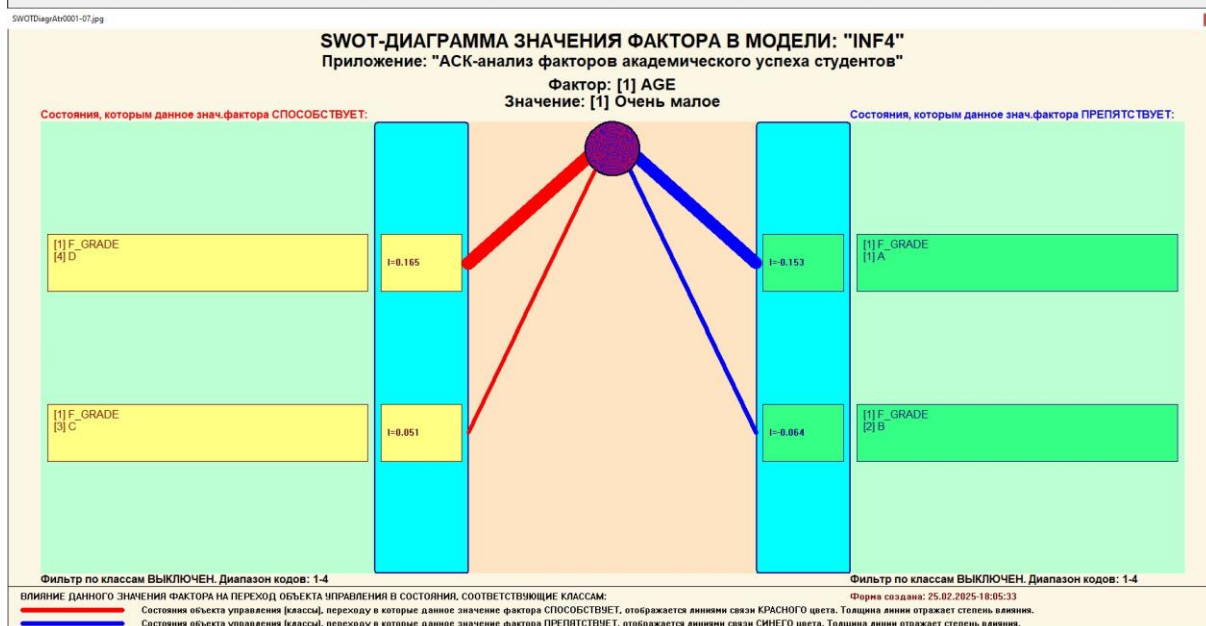 SWOTDiagrAtr0001-07.jpg
SWOT-ДИАГРАММА ЗНАЧЕНИЯ ФАКТОРА В МОДЕЛИ: "INF4"
Приложение: "АСК-анализ факторов академического успеха студентов"
Фактор: [1] AGE
Значение: [1] Очень малое
Состояния, которым данное знач.фактора СПОСОБСТВУЕТ:
Состояния, которым данное знач.фактора ПРЕПЯТСТВУЕТ:
[1] F_GRADE
[4] D
I=0.165
I=-0.153
[1] F_GRADE
[1] A
[1] F_GRADE
[3] C
I=0.051
I=-0.064
[1] F_GRADE
[2] B
Фильтр по классам ВЫКЛЮЧЕН. Диапазон кодов: 1-4
Фильтр по классам ВЫКЛЮЧЕН. Диапазон кодов: 1-4
ВЛИЯНИЕ ДАННОГО ЗНАЧЕНИЯ ФАКТОРА НА ПЕРЕХОД ОБЪЕКТА УПРАВЛЕНИЯ В СОСТОЯНИЯ, СООТВЕТСТВУЮЩИЕ КЛАССАМ:
Форма создана: 25.02.2025-18:05:33
Состояния объекта управления (классы), переходу в которые данное значение фактора СПОСОБСТВУЕТ, отображается линиями связи КРАСНОГО цвета. Толщина линии отражает степень влияния.
Состояния объекта управления (классы), переходу в которые данное значение фактора ПРЕПЯТСТВУЕТ, отображается линиями связи СИНЕГО цвета. Толщина линии отражает степень влияния.